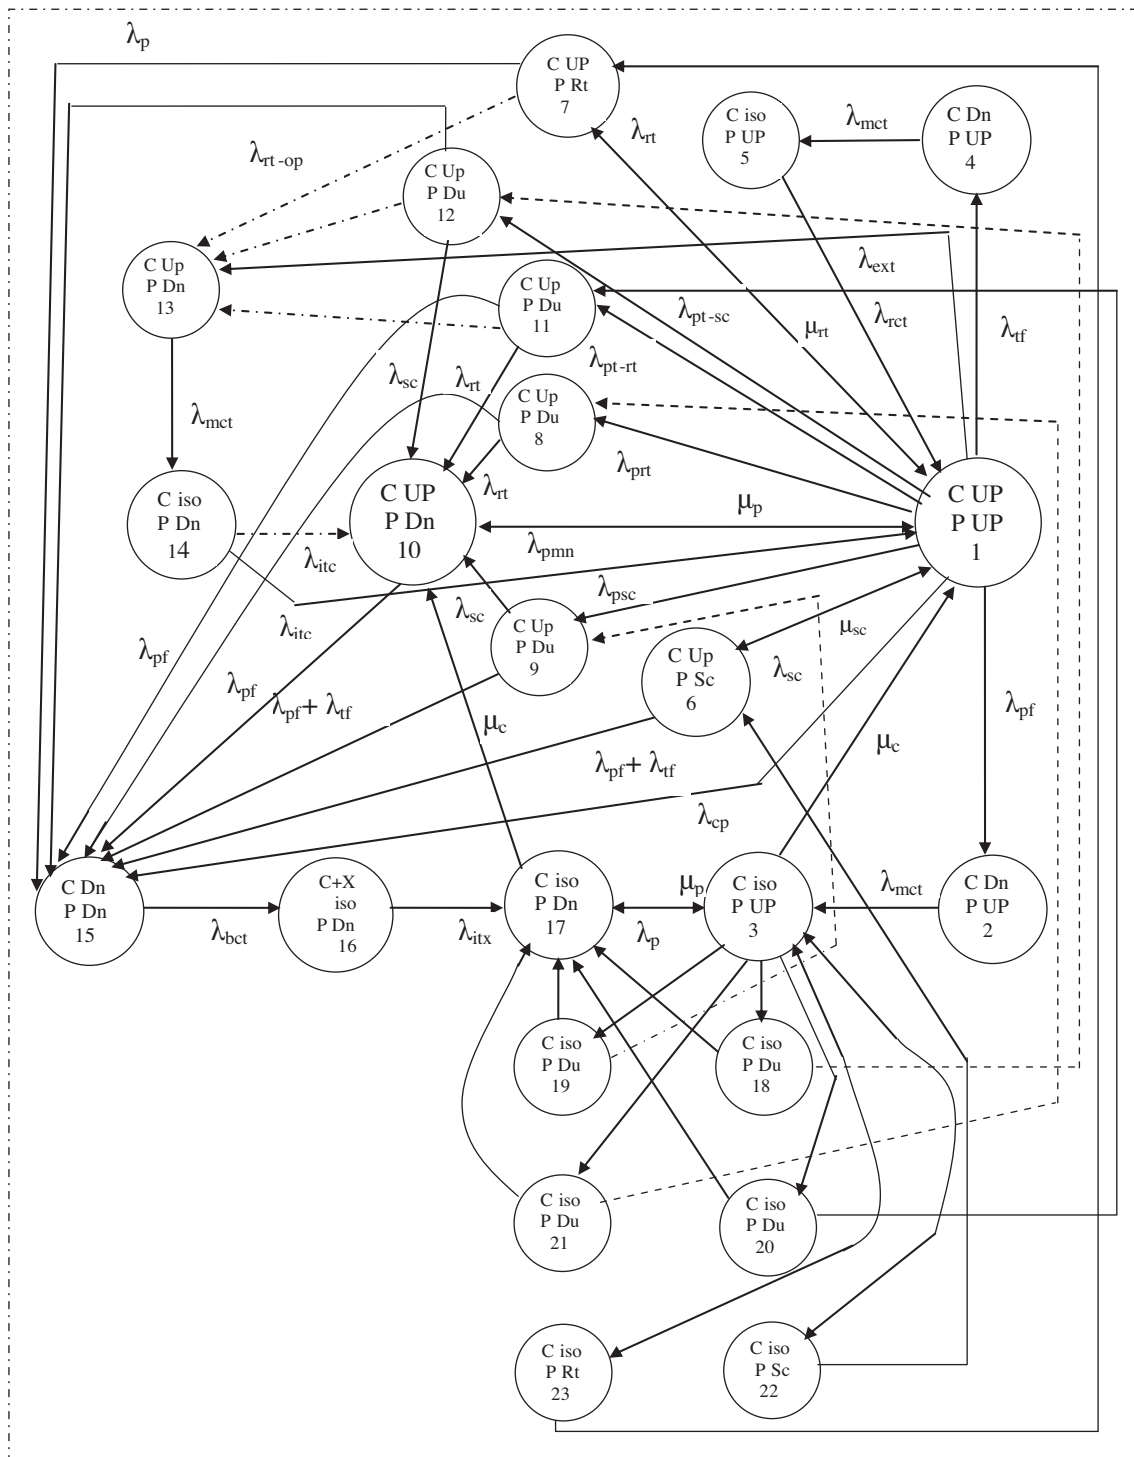 λp
C UP
P Rt
7
λrt
C iso
P UP
5
λmct
C Dn
P UP
4
λrt-op
C Up
P Du
12
C Up
P Dn
13
λext
C Up
P Du
11
λpt-sc
μrt
λrct
λtf
λsc
λrt
λpt-rt
λmct
C Up
P Du
8
λprt
λrt
C iso
P Dn
14
C UP
P Dn
10
μp
C UP
P UP
1
λitc
λpmn
λitc
λsc
λpsc
C Up
P Du
9
μsc
λpf
λpf
λpf+ λtf
C Up
P Sc
6
λsc
λpf
μc
μc
λpf+ λtf
λcp
C Dn
P Dn
15
λbct
C+X
iso
P Dn
16
λitx
C iso
P Dn
17
μp
λp
C iso
P UP
3
λmct
C Dn
P UP
2
C iso
P Du
19
C iso
P Du
18
C iso
P Du
21
C iso
P Du
20
C iso
P Rt
23
C iso
P Sc
22